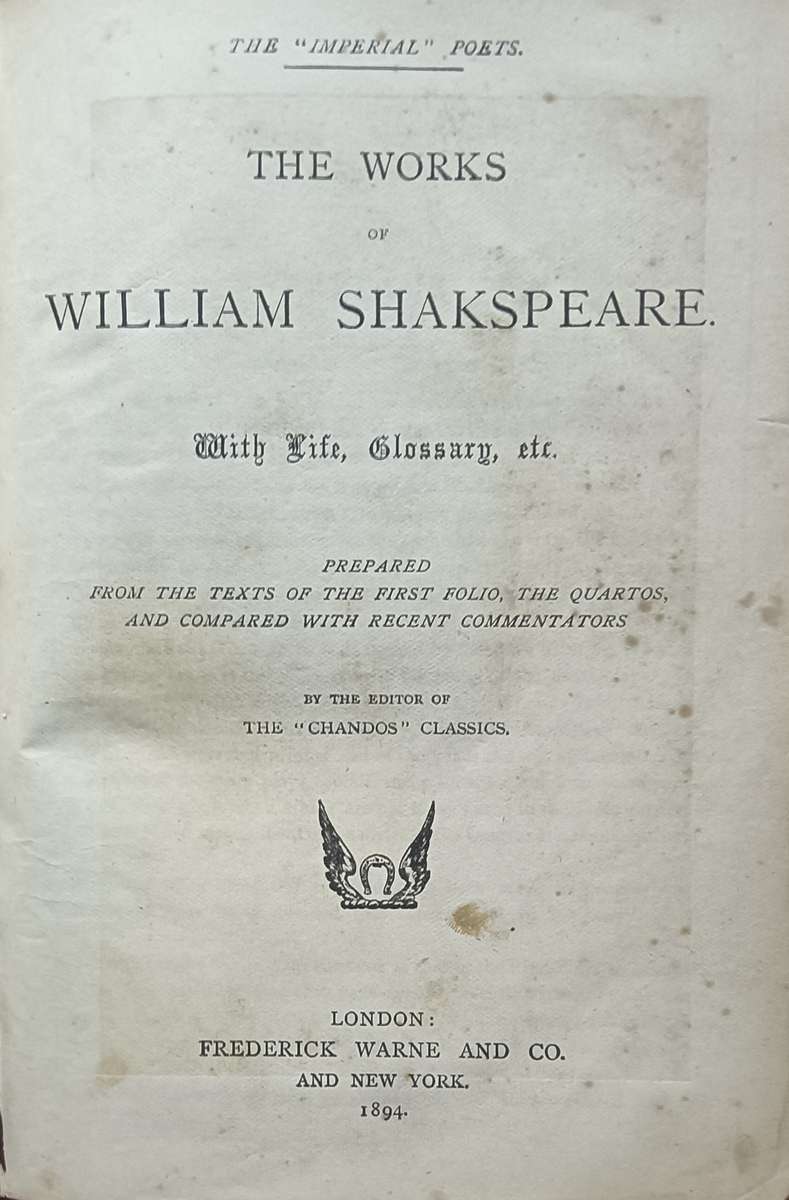 THE "IMPERIAL" POETS.
THE WORKS
OF
WILLIAM SHAKSPEARE.
With Life, Glossary, etc.
PREPARED
FROM THE TEXTS OF THE FIRST FOLIO, THE QUARTOS,
AND COMPARED WITH RECENT COMMENTATORS
BY THE EDITOR OF
THE "CHANDOS" CLASSICS.
LONDON:
FREDERICK WARNE AND CO.
AND NEW YORK.
1894.